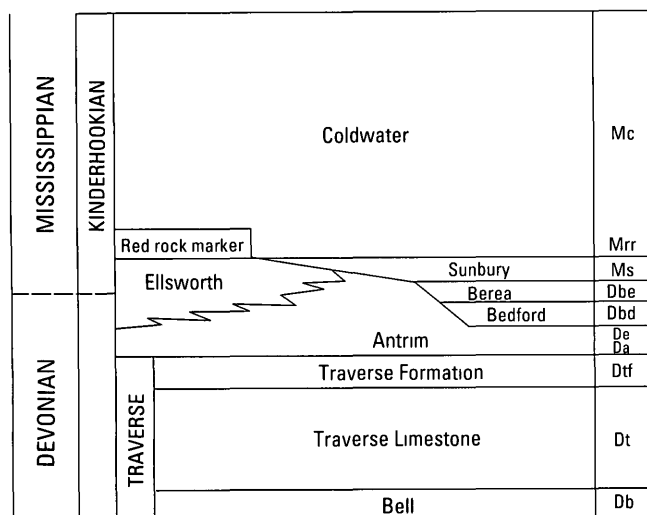 MISSISSIPPIAN
KINDERHOOKIAN
Coldwater
Mc
Red rock marker
Mrr
Ellsworth
Sunbury
Ms
Berea
Dbe
Bedford
Dbd
Antrim
De
Da
DEVONIAN
TRAVERSE
Traverse Formation
Dtf
Traverse Limestone
Dt
Bell
Db